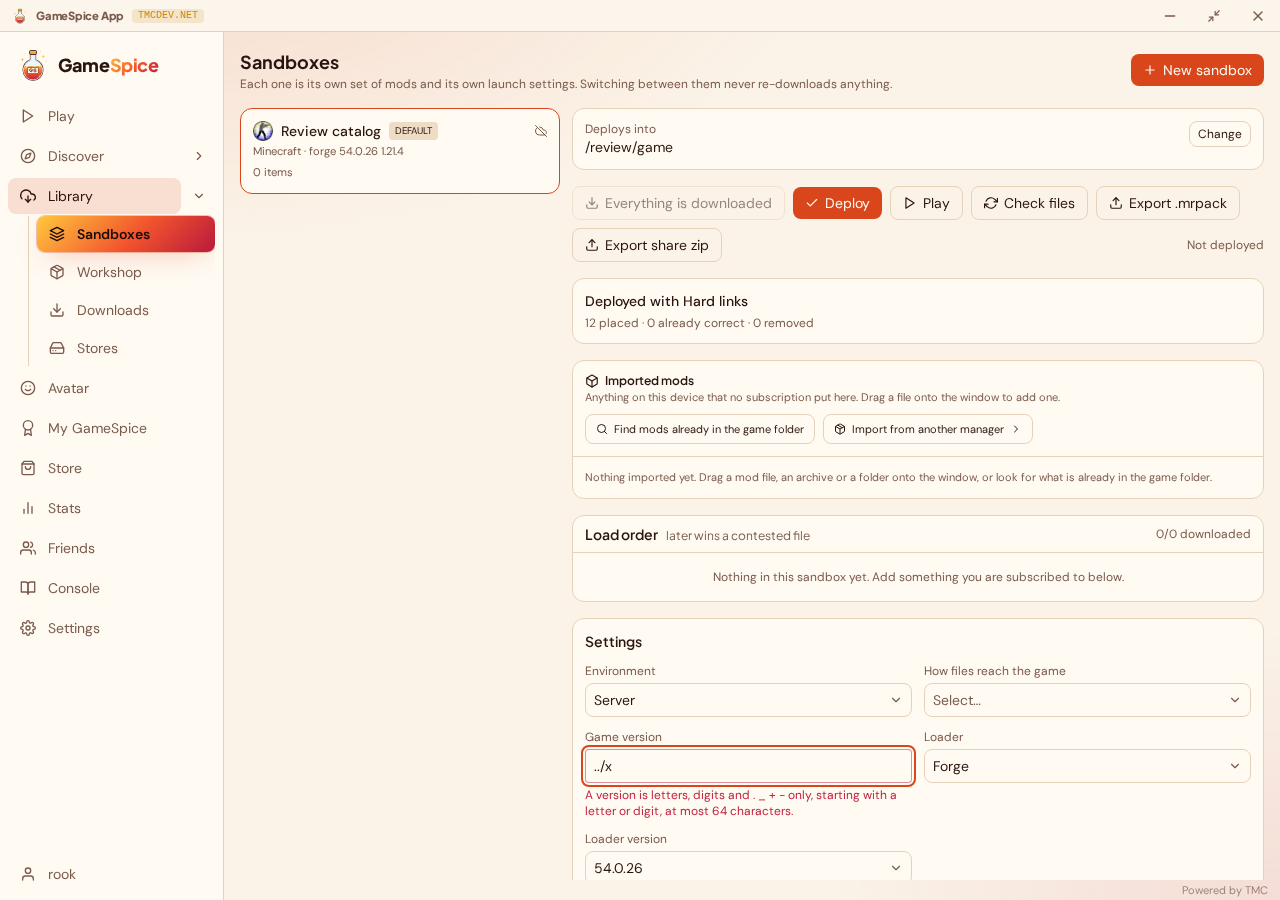 GameSpice App TMCDEV.NET
GameSpice
Play
Discover
Library
Sandboxes
Workshop
Downloads
Stores
Avatar
My GameSpice
Store
Stats
Friends
Console
Settings
rook
Sandboxes
Each one is its own set of mods and its own launch settings. Switching between them never re-downloads anything.
New sandbox
Review catalog DEFAULT
Minecraft · forge 54.0.26 1.21.4
0 items
Deploys into
/review/game
Change
Everything is downloaded
Deploy
Play
Check files
Export .mrpack
Export share zip
Not deployed
Deployed with Hard links
12 placed · 0 already correct · 0 removed
Imported mods
Anything on this device that no subscription put here. Drag a file onto the window to add one.
Find mods already in the game folder
Import from another manager
Nothing imported yet. Drag a mod file, an archive or a folder onto the window, or look for what is already in the game folder.
Load order later wins a contested file
0/0 downloaded
Nothing in this sandbox yet. Add something you are subscribed to below.
Settings
Environment
Server
How files reach the game
Select...
Game version
../x
A version is letters, digits and . _ + - only, starting with a
letter or digit, at most 64 characters.
Loader
Forge
Loader version
54.0.26
Powered by TMC